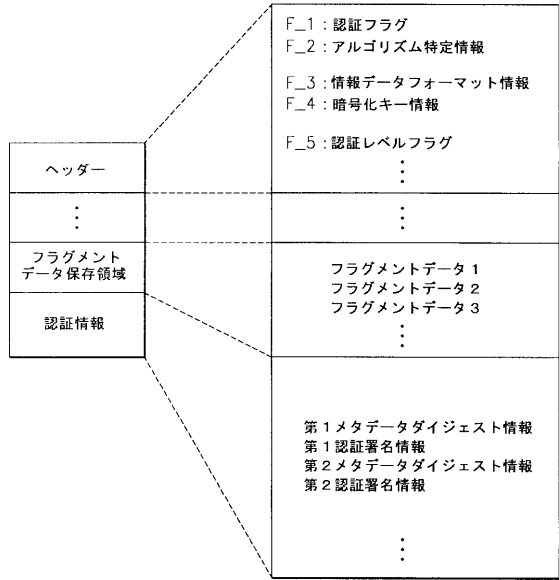 F_1：認証フラグ
F_2：アルゴリズム特定情報
F_3：情報データフォーマット情報
F_4：暗号化キー情報
F_5：認証レベルフラグ
ヘッダー
フラグメント
データ保存領域
フラグメントデータ１
フラグメントデータ２
フラグメントデータ３
認証情報
第１メタデータダイジェスト情報
第１認証署名情報
第２メタデータダイジェスト情報
第２認証署名情報